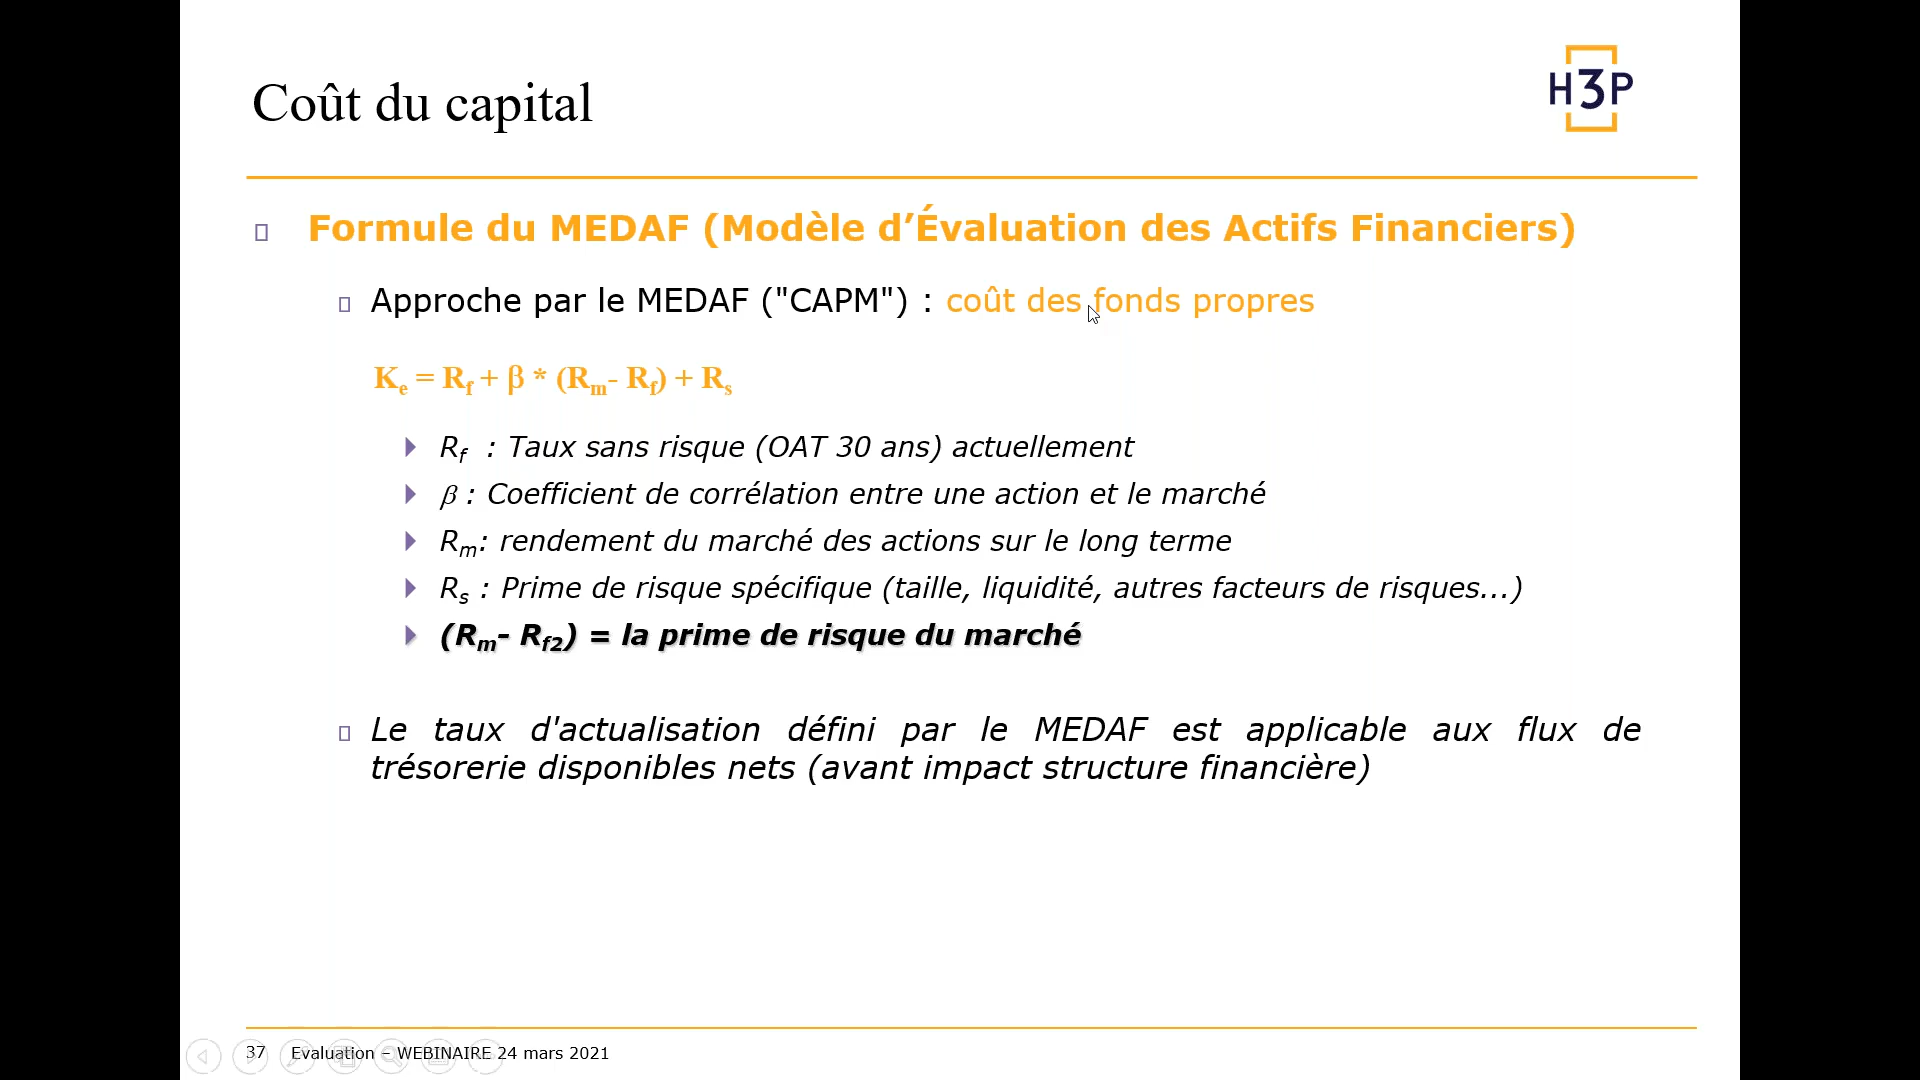 Coût du capital
H3P
Formule du MEDAF (Modèle d’Évaluation des Actifs Financiers)
Approche par le MEDAF ("CAPM") : coût des fonds propres
Ke = Rf + β * (Rm- Rf) + Rs
Rf : Taux sans risque (OAT 30 ans) actuellement
β : Coefficient de corrélation entre une action et le marché
Rm: rendement du marché des actions sur le long terme
Rs : Prime de risque spécifique (taille, liquidité, autres facteurs de risques...)
(Rm- Rf2) = la prime de risque du marché
Le taux d'actualisation défini par le MEDAF est applicable aux flux de
trésorerie disponibles nets (avant impact structure financière)
37 Evaluation – WEBINAIRE 24 mars 2021